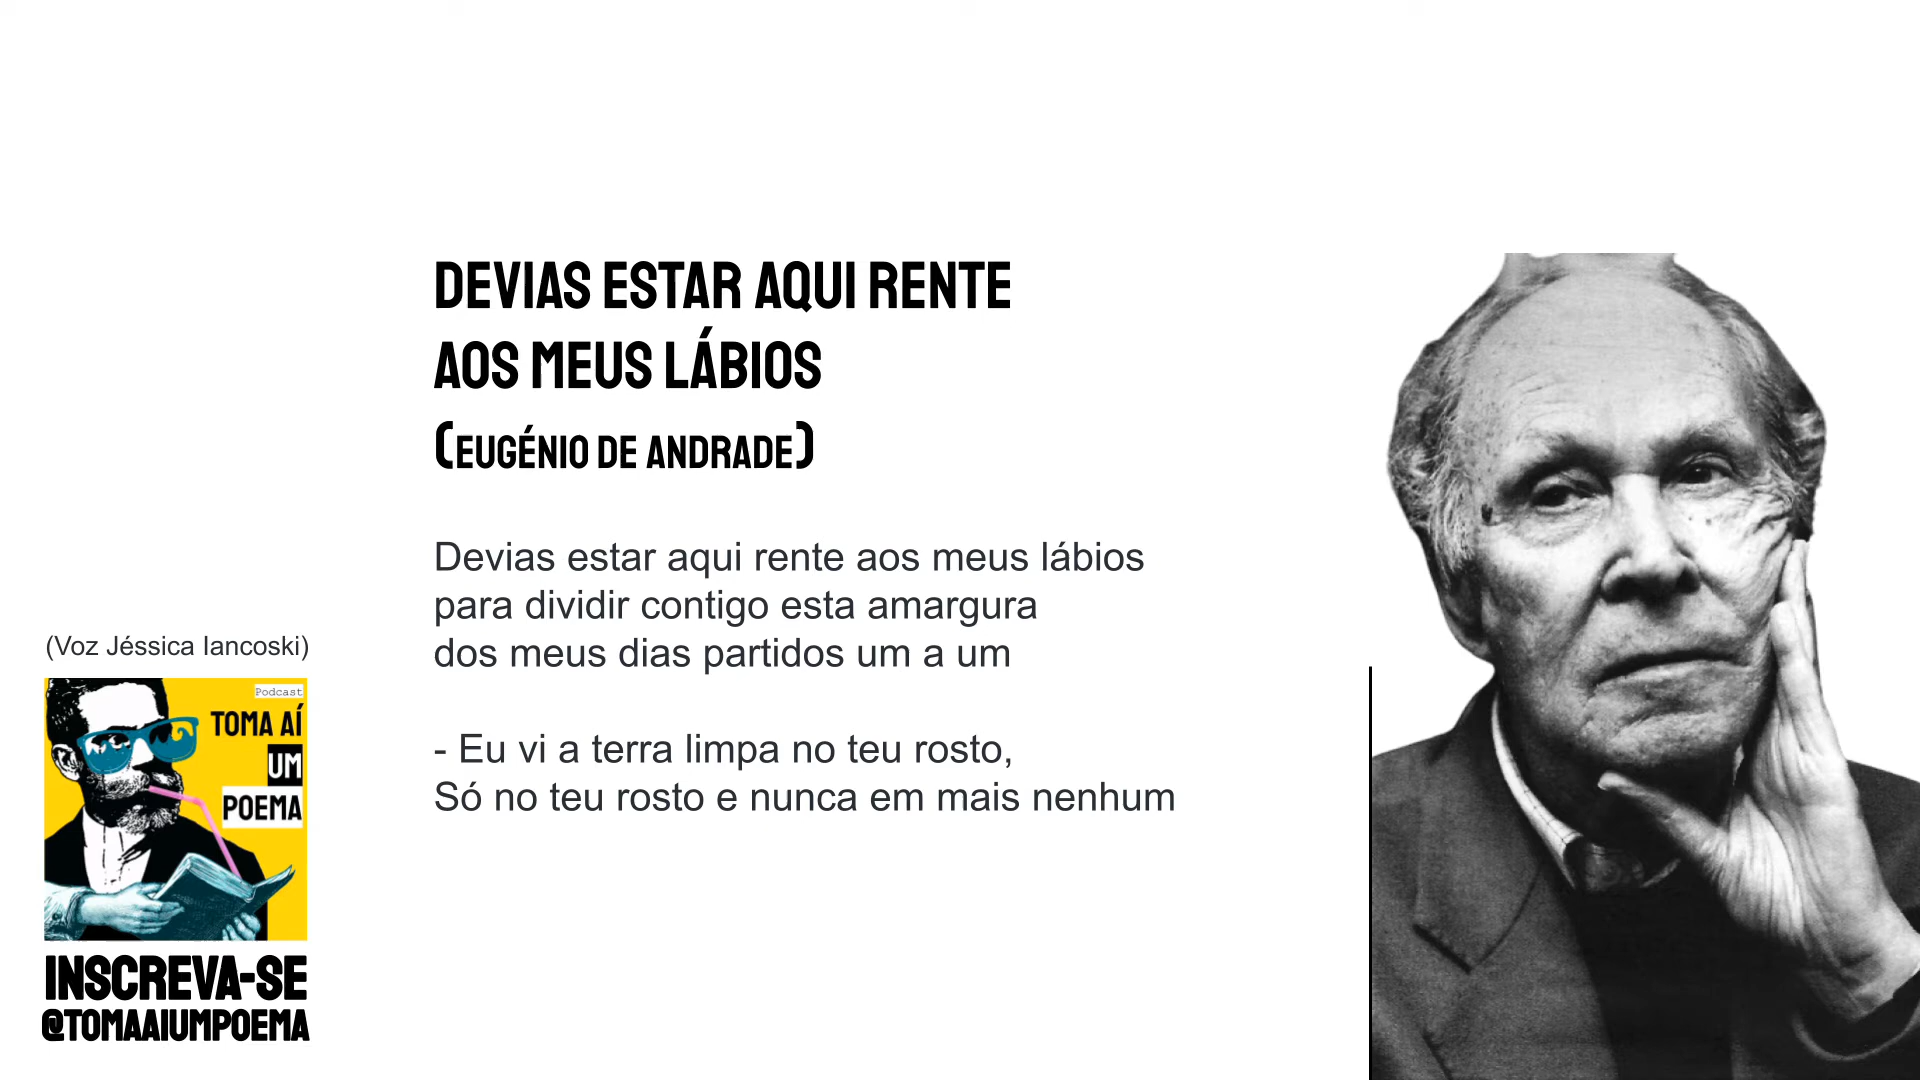 DEVIAS ESTAR AQUI RENTE
AOS MEUS LÁBIOS
(EUGÉNIO DE ANDRADE)
Devias estar aqui rente aos meus lábios
para dividir contigo esta amargura
dos meus dias partidos um a um
- Eu vi a terra limpa no teu rosto,
Só no teu rosto e nunca em mais nenhum
(Voz Jéssica Iancoski)
Podcast
TOMA AÍ
UM
POEMA
INSCREVA-SE
@TOMAAIUMPOEMA